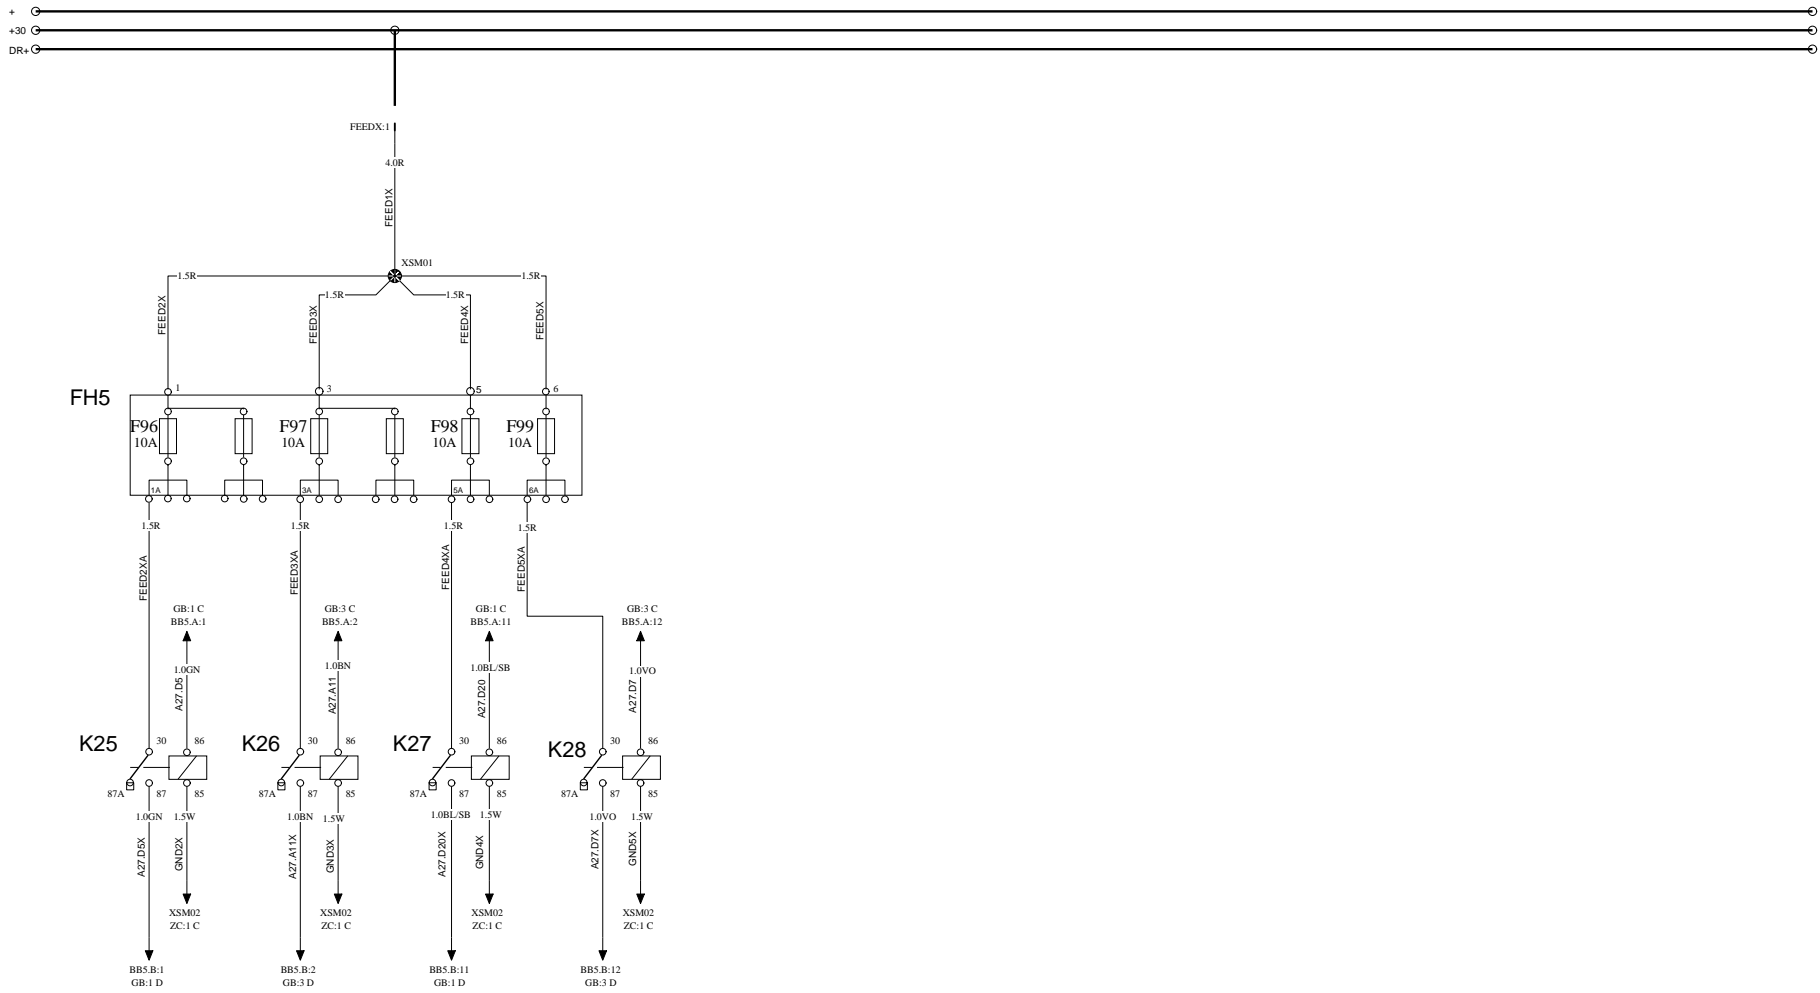 +
+30
DR+
FEEDX:1
4.0R
FEED1X
XSM01
1.5R 1.5R
1.5R 1.5R
FEED2X FEED3X FEED4X FEED5X
1 3 5 6
FH5
F96 F97 F98 F99
10A 10A 10A 10A
1A 3A 5A 6A
1.5R 1.5R 1.5R 1.5R
FEED2XA FEED3XA FEED4XA FEED5XA
GB:1 C GB:3 C GB:1 C GB:3 C
BB5.A:1 BB5.A:2 BB5.A:11 BB5.A:12
1.0GN 1.0BN 1.0BL/SB 1.0VO
A27.D5 A27.A11 A27.D20 A27.D7
K25 30 86 K26 30 86 K27 30 86 K28 30 86
87A 87 85 87A 87 85 87A 87 85 87A 87 85
1.0GN 1.5W 1.0BN 1.5W 1.0BL/SB 1.5W 1.0VO 1.5W
A27.D5X GND2X A27.A11X GND3X A27.D20X GND4X A27.D7X GND5X
XSM02 XSM02 XSM02 XSM02
ZC:1 C ZC:1 C ZC:1 C ZC:1 C
BB5.B:1 BB5.B:2 BB5.B:11 BB5.B:12
GB:1 D GB:3 D GB:1 D GB:3 D